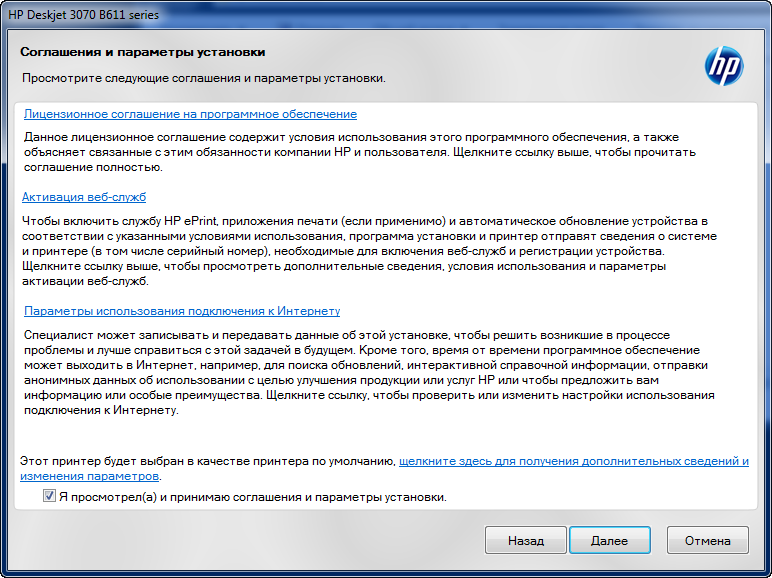 HP Deskjet 3070 B611 series
Соглашения и параметры установки
Просмотрите следующие соглашения и параметры установки.
hp
Лицензионное соглашение на программное обеспечение
Данное лицензионное соглашение содержит условия использования этого программного обеспечения, а также
объясняет связанные с этим обязанности компании HP и пользователя. Щелкните ссылку выше, чтобы прочитать
соглашение полностью.
Активация веб-служб
Чтобы включить службу HP ePrint, приложения печати (если применимо) и автоматическое обновление устройства в
соответствии с указанными условиями использования, программа установки и принтер отправят сведения о системе
и принтере (в том числе серийный номер), необходимые для включения веб-служб и регистрации устройства.
Щелкните ссылку выше, чтобы просмотреть дополнительные сведения, условия использования и параметры
активации веб-служб.
Параметры использования подключения к Интернету
Специалист может записывать и передавать данные об этой установке, чтобы решить возникшие в процессе
проблемы и лучше справиться с этой задачей в будущем. Кроме того, время от времени программное обеспечение
может выходить в Интернет, например, для поиска обновлений, интерактивной справочной информации, отправки
анонимных данных об использовании с целью улучшения продукции или услуг HP или чтобы предложить вам
информацию или особые преимущества. Щелкните ссылку, чтобы проверить или изменить настройки использования
подключения к Интернету.
Этот принтер будет выбран в качестве принтера по умолчанию, щелкните здесь для получения дополнительных сведений и
изменения параметров.
Я просмотрел(а) и принимаю соглашения и параметры установки.
Назад Далее Отмена